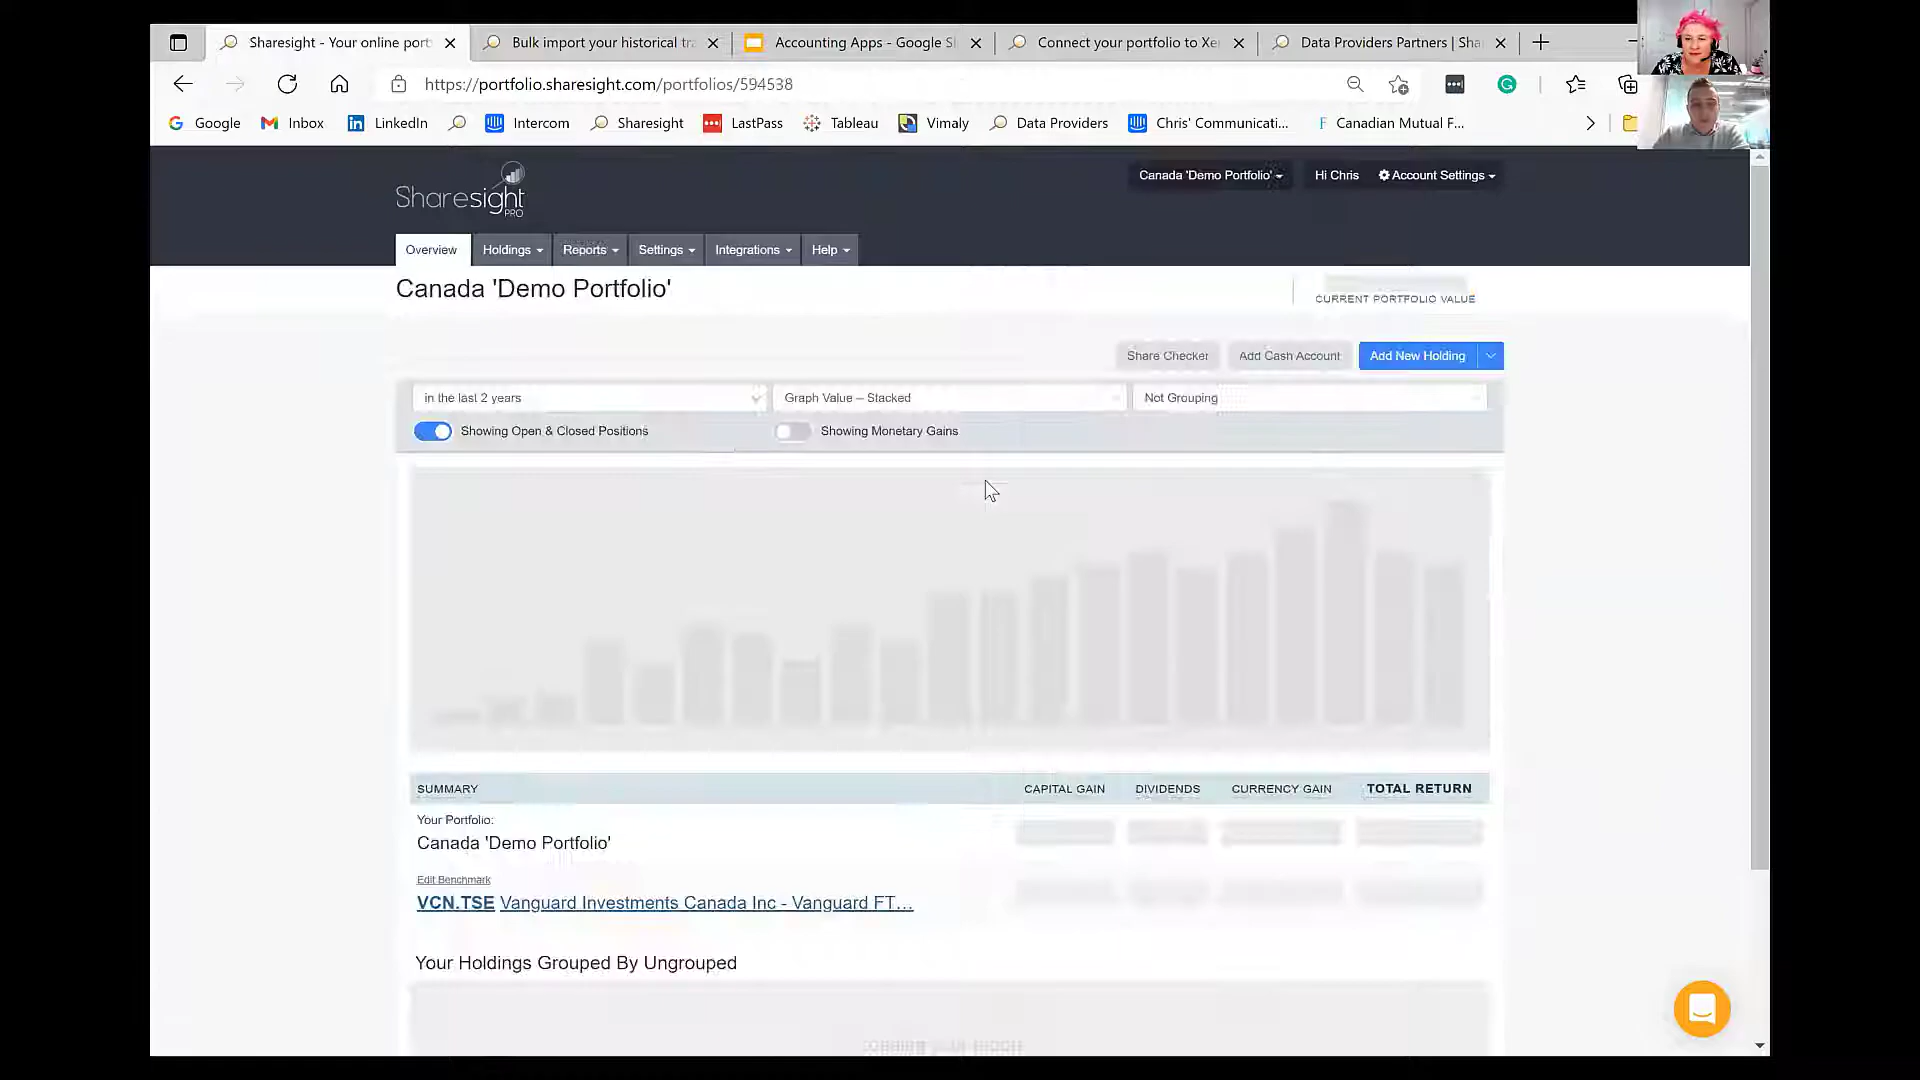 Sharesight - Your online port
Bulk import your historical tra
Accounting Apps - Google Sl
Connect your portfolio to Xer
Data Providers Partners | Sha
https://portfolio.sharesight.com/portfolios/594538
Google
Inbox
LinkedIn
Intercom
Sharesight
LastPass
Tableau
Vimaly
Data Providers
Chris' Communicati...
Canadian Mutual F...
Sharesight
PRO
Canada 'Demo Portfolio'
Hi Chris
Account Settings
Overview
Holdings
Reports
Settings
Integrations
Help
Canada 'Demo Portfolio'
CURRENT PORTFOLIO VALUE
Share Checker
Add Cash Account
Add New Holding
in the last 2 years
Graph Value – Stacked
Not Grouping
Showing Open & Closed Positions
Showing Monetary Gains
SUMMARY
CAPITAL GAIN
DIVIDENDS
CURRENCY GAIN
TOTAL RETURN
Your Portfolio:
Canada 'Demo Portfolio'
Edit Benchmark
VCN.TSE Vanguard Investments Canada Inc - Vanguard FT...
Your Holdings Grouped By Ungrouped